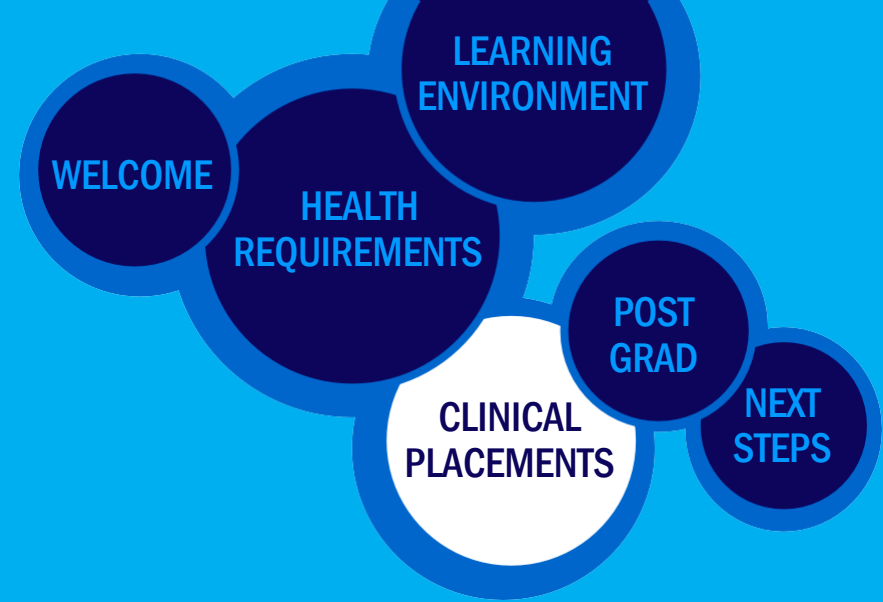 LEARNING
ENVIRONMENT
WELCOME
HEALTH
REQUIREMENTS
POST
GRAD
CLINICAL
PLACEMENTS
NEXT
STEPS